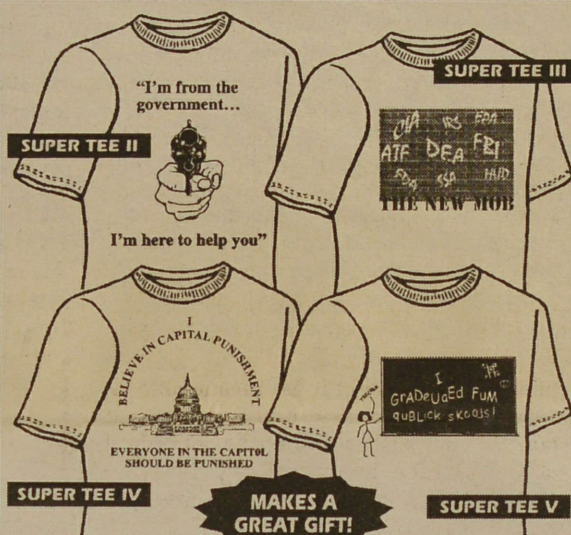 SUPER TEE II
"I'm from the
government...
I'm here to help you"
SUPER TEE III
CIA IRS EPA
ATF DEA FBI
FDA SSA HUD
THE NEW MOB
SUPER TEE IV
I
BELIEVE IN CAPITAL PUNISHMENT
EVERYONE IN THE CAPITOL
SHOULD BE PUNISHED
MAKES A
GREAT GIFT!
I
GrADeUaEd FuM
quBLick skools!
SUPER TEE V